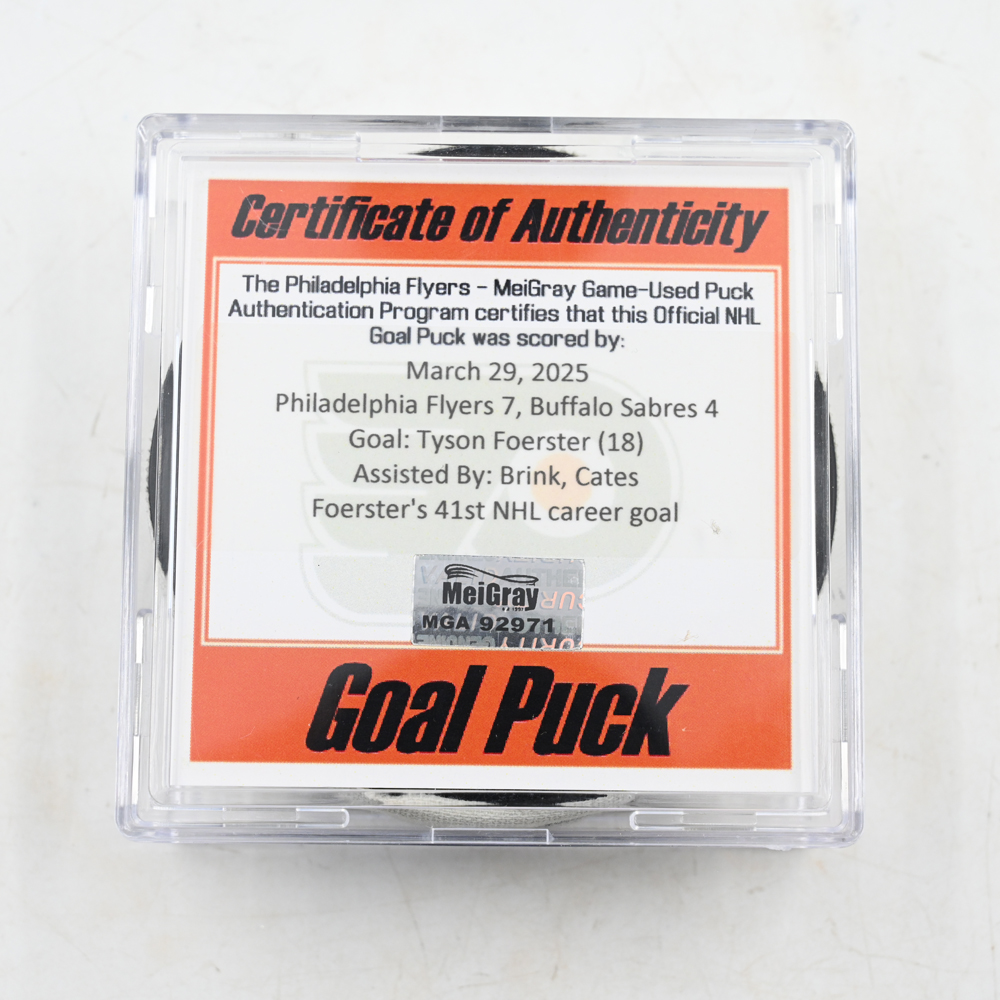 Certificate of Authenticity
The Philadelphia Flyers - MeiGray Game-Used Puck
Authentication Program certifies that this Official NHL
Goal Puck was scored by:
March 29, 2025
Philadelphia Flyers 7, Buffalo Sabres 4
Goal: Tyson Foerster (18)
Assisted By: Brink, Cates
Foerster's 41st NHL career goal
MeiGray
MGA 92971
Goal Puck